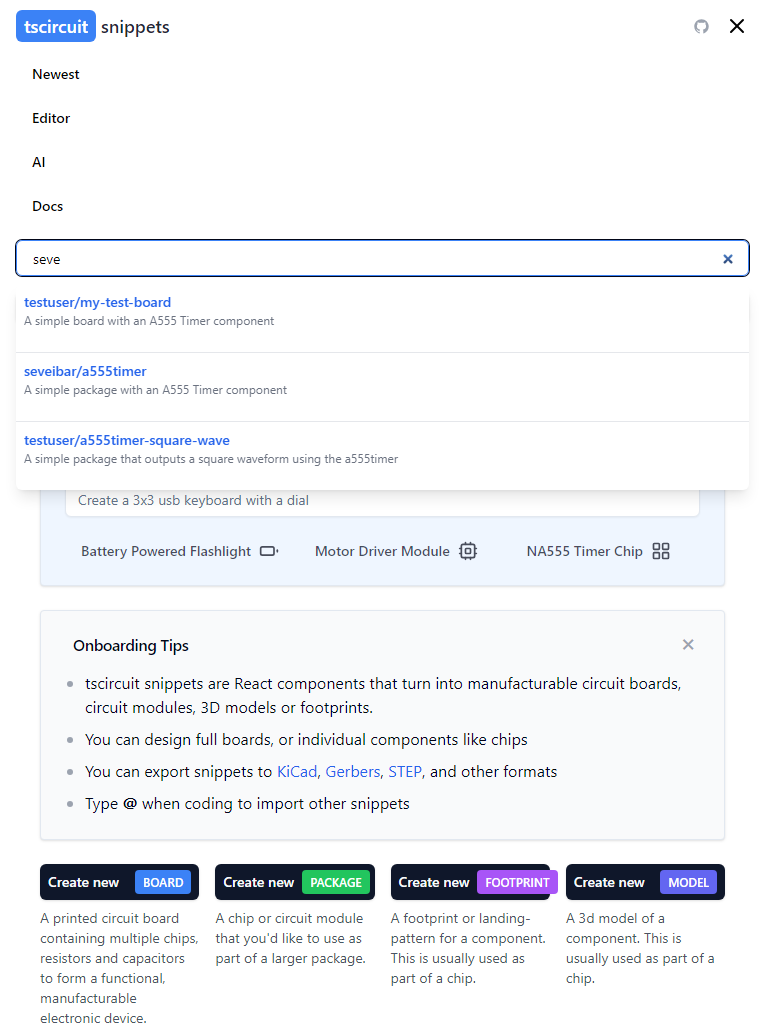 tscircuit snippets
Newest
Editor
AI
Docs
seve
testuser/my-test-board
A simple board with an A555 Timer component
seveibar/a555timer
A simple package with an A555 Timer component
testuser/a555timer-square-wave
A simple package that outputs a square waveform using the a555timer
Create a 3x3 usb keyboard with a dial
Battery Powered Flashlight Motor Driver Module NA555 Timer Chip
Onboarding Tips
tscircuit snippets are React components that turn into manufacturable circuit boards,
circuit modules, 3D models or footprints.
You can design full boards, or individual components like chips
You can export snippets to KiCad, Gerbers, STEP, and other formats
Type @ when coding to import other snippets
Create new BOARD
A printed circuit board
containing multiple chips,
resistors and capacitors
to form a functional,
manufacturable
electronic device.
Create new PACKAGE
A chip or circuit module
that you'd like to use as
part of a larger package.
Create new FOOTPRINT
A footprint or landing-
pattern for a component.
This is usually used as
part of a chip.
Create new MODEL
A 3d model of a
component. This is
usually used as part of a
chip.